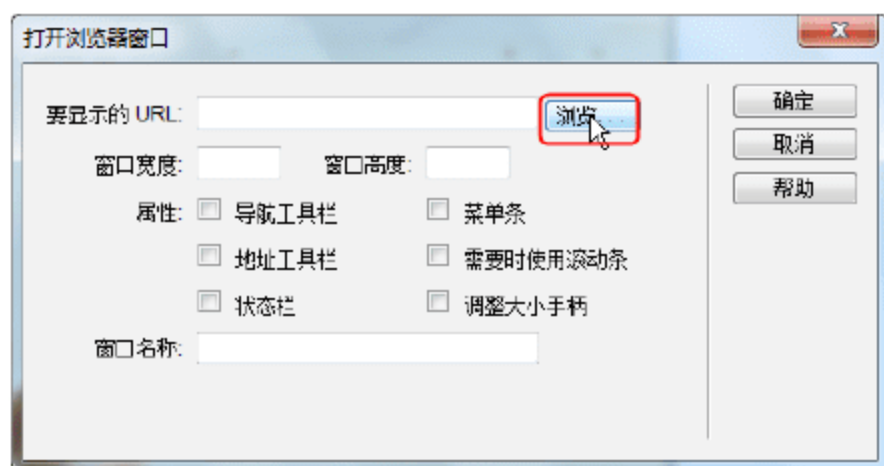 打开浏览器窗口
要显示的 URL: 浏览... 确定
取消
窗口宽度: 窗口高度:
帮助
属性: 导航工具栏 菜单条
地址工具栏 需要时使用滚动条
状态栏 调整大小手柄
窗口名称: